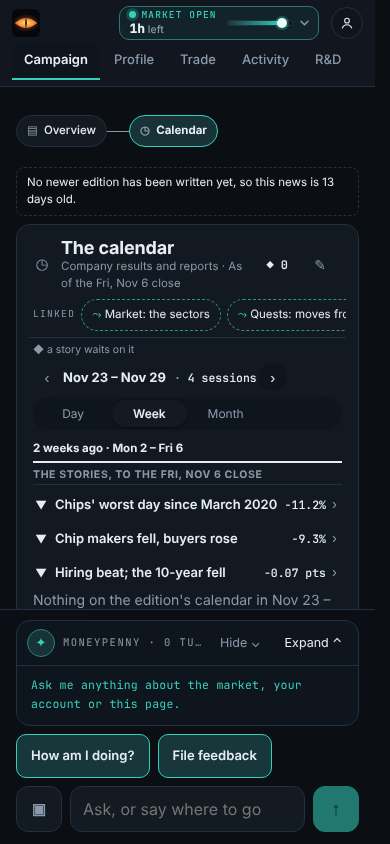 MARKET OPEN
1h left
Campaign Profile Trade Activity R&D
Overview Calendar
No newer edition has been written yet, so this news is 13
days old.
The calendar
Company results and reports · As
of the Fri, Nov 6 close
◆ 0
LINKED ⤳ Market: the sectors ⤳ Quests: moves fro
◆ a story waits on it
‹ Nov 23 – Nov 29 · 4 sessions ›
Day Week Month
2 weeks ago · Mon 2 – Fri 6
THE STORIES, TO THE FRI, NOV 6 CLOSE
▼ Chips' worst day since March 2020 -11.2% ›
▼ Chip makers fell, buyers rose -9.3% ›
▼ Hiring beat; the 10-year fell -0.07 pts ›
Nothing on the edition's calendar in Nov 23 –
MONEYPENNY · 0 TU… Hide Expand
Ask me anything about the market, your
account or this page.
How am I doing? File feedback
Ask, or say where to go